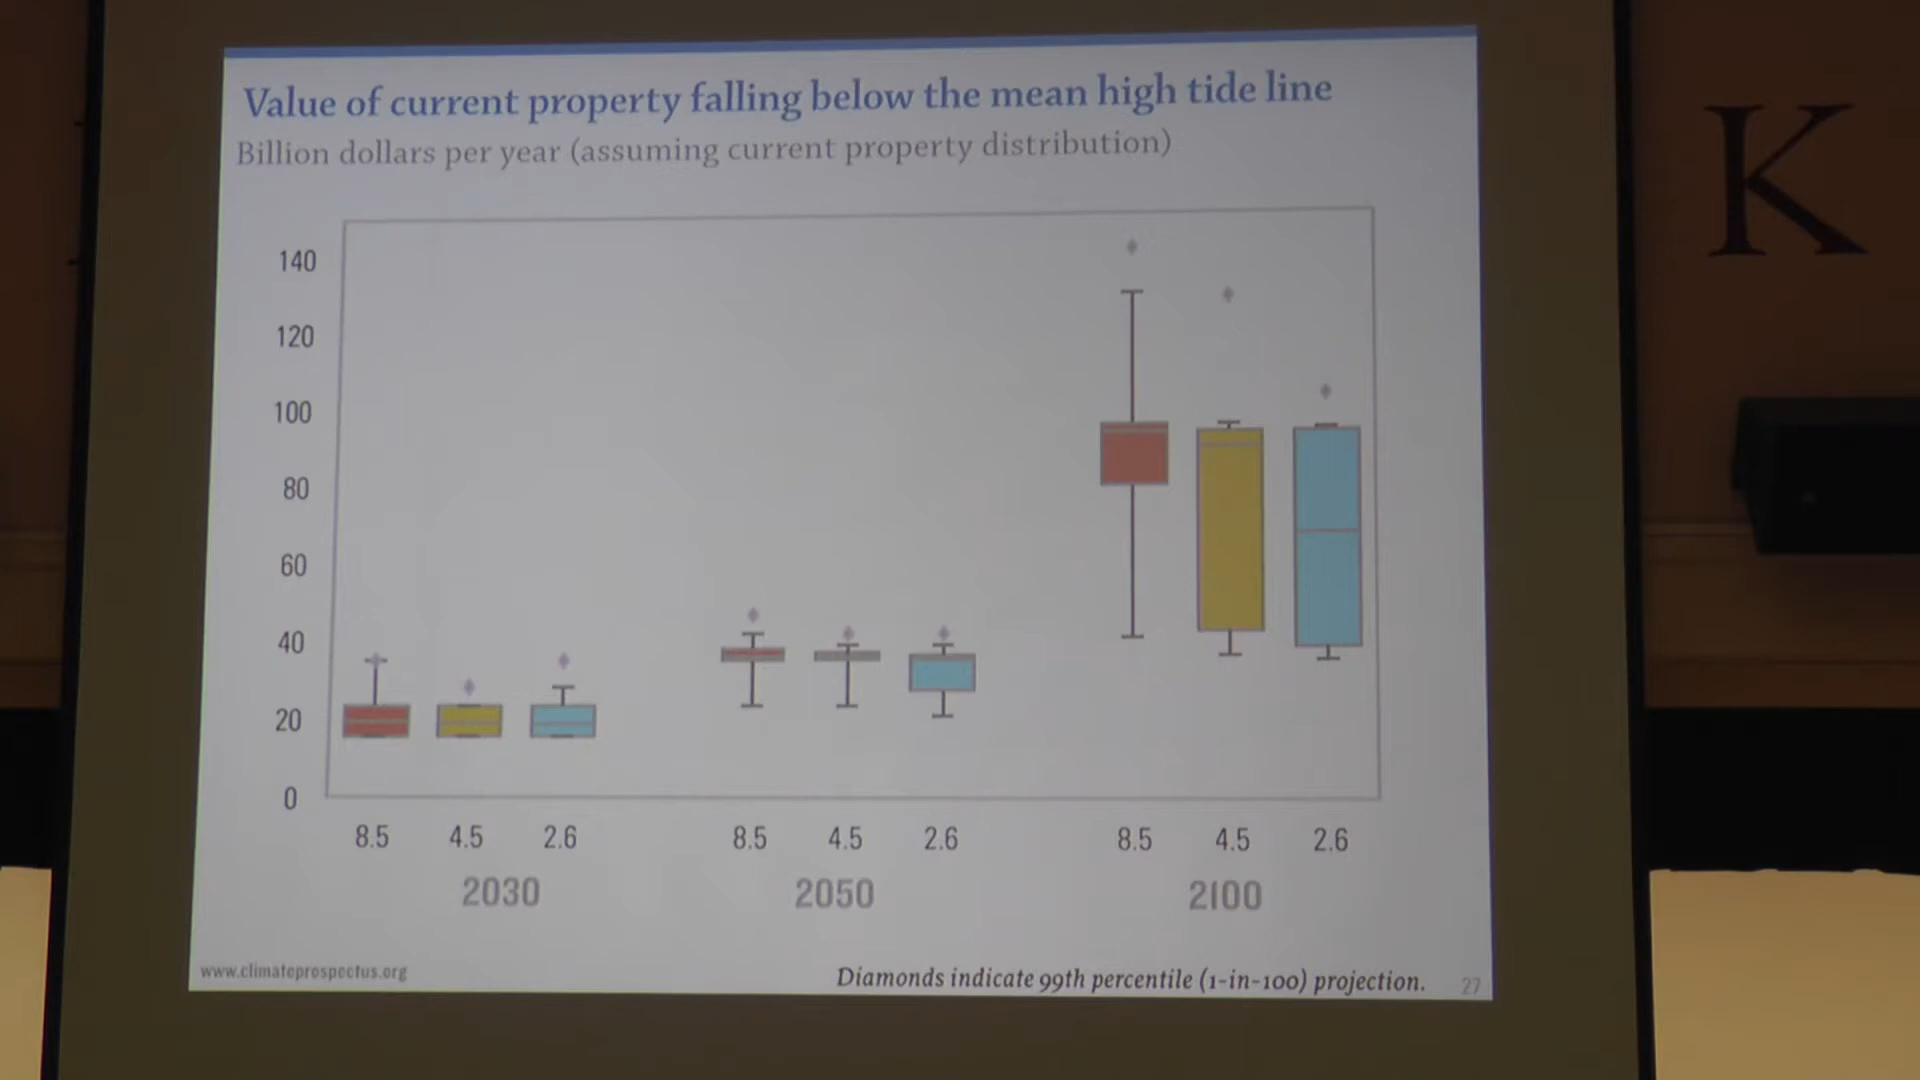 Value of current property falling below the mean high tide line
Billion dollars per year (assuming current property distribution)
K
140
120
100
80
60
40
20
0
8.5 4.5 2.6 8.5 4.5 2.6 8.5 4.5 2.6
2030 2050 2100
www.climateprospectus.org
Diamonds indicate 99th percentile (1-in-100) projection.
27